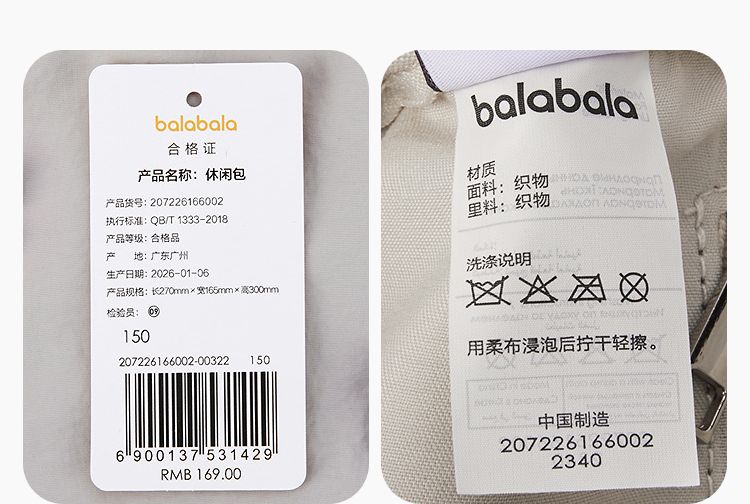 balabala
合格证
产品名称：休闲包
产品货号：207226166002
执行标准：QB/T 1333-2018
产品等级：合格品
产 地：广东广州
生产日期：2026-01-06
产品规格：长270mm×宽165mm×高300mm
检验员：09
150
207226166002-00322 150
6 900137 531429
RMB 169.00
balabala
材质
面料：织物
里料：织物
洗涤说明
用柔布浸泡后拧干轻擦。
中国制造
207226166002
2340